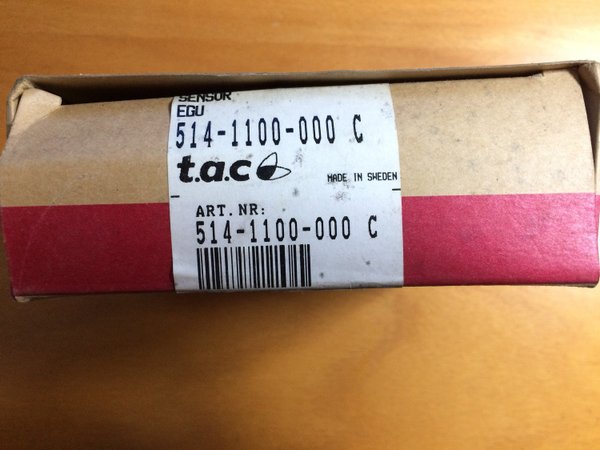 SENSOR
EGU
514-1100-000 C
t.a.c
MADE IN SWEDEN
ART.NR:
514-1100-000 C